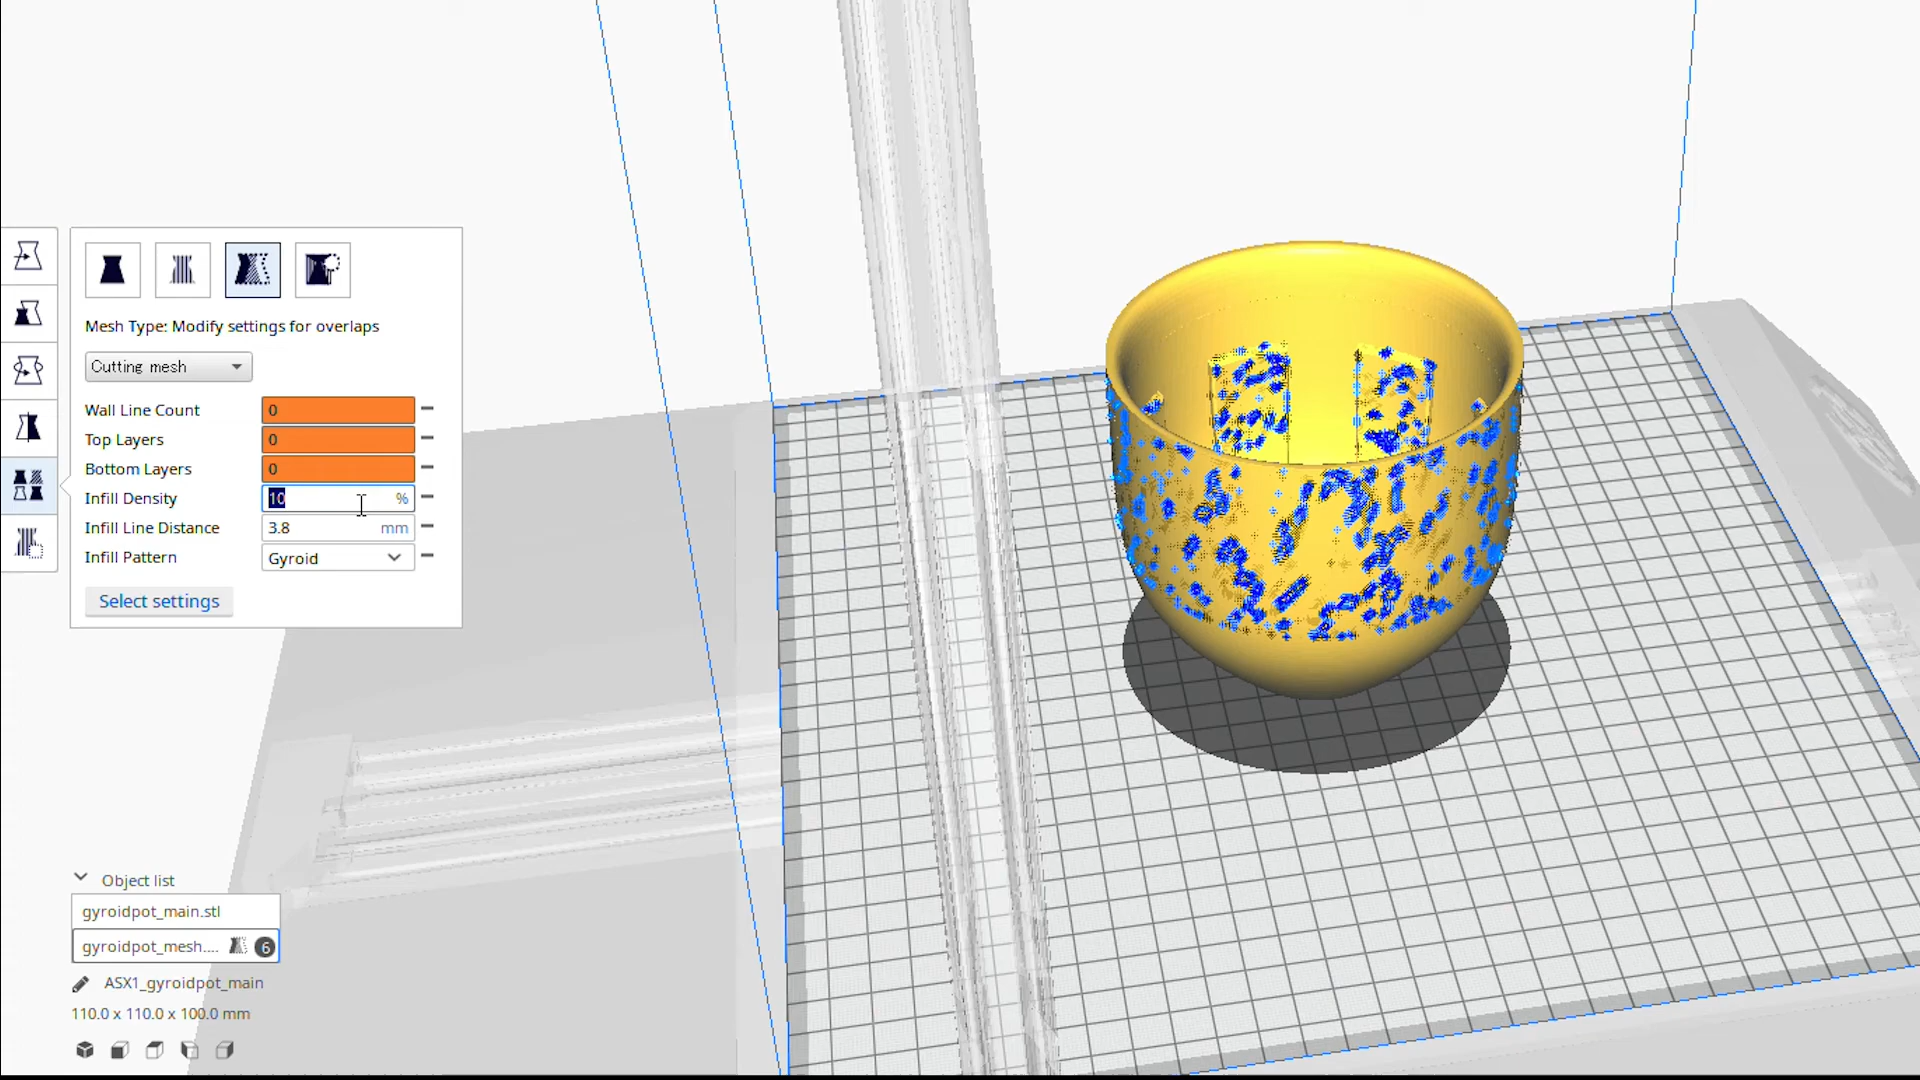 Mesh Type: Modify settings for overlaps
Cutting mesh
Wall Line Count 0
Top Layers 0
Bottom Layers 0
Infill Density 10 %
Infill Line Distance 3.8 mm
Infill Pattern Gyroid
Select settings
Object list
gyroidpot_main.stl
gyroidpot_mesh.... 6
ASX1_gyroidpot_main
110.0 x 110.0 x 100.0 mm